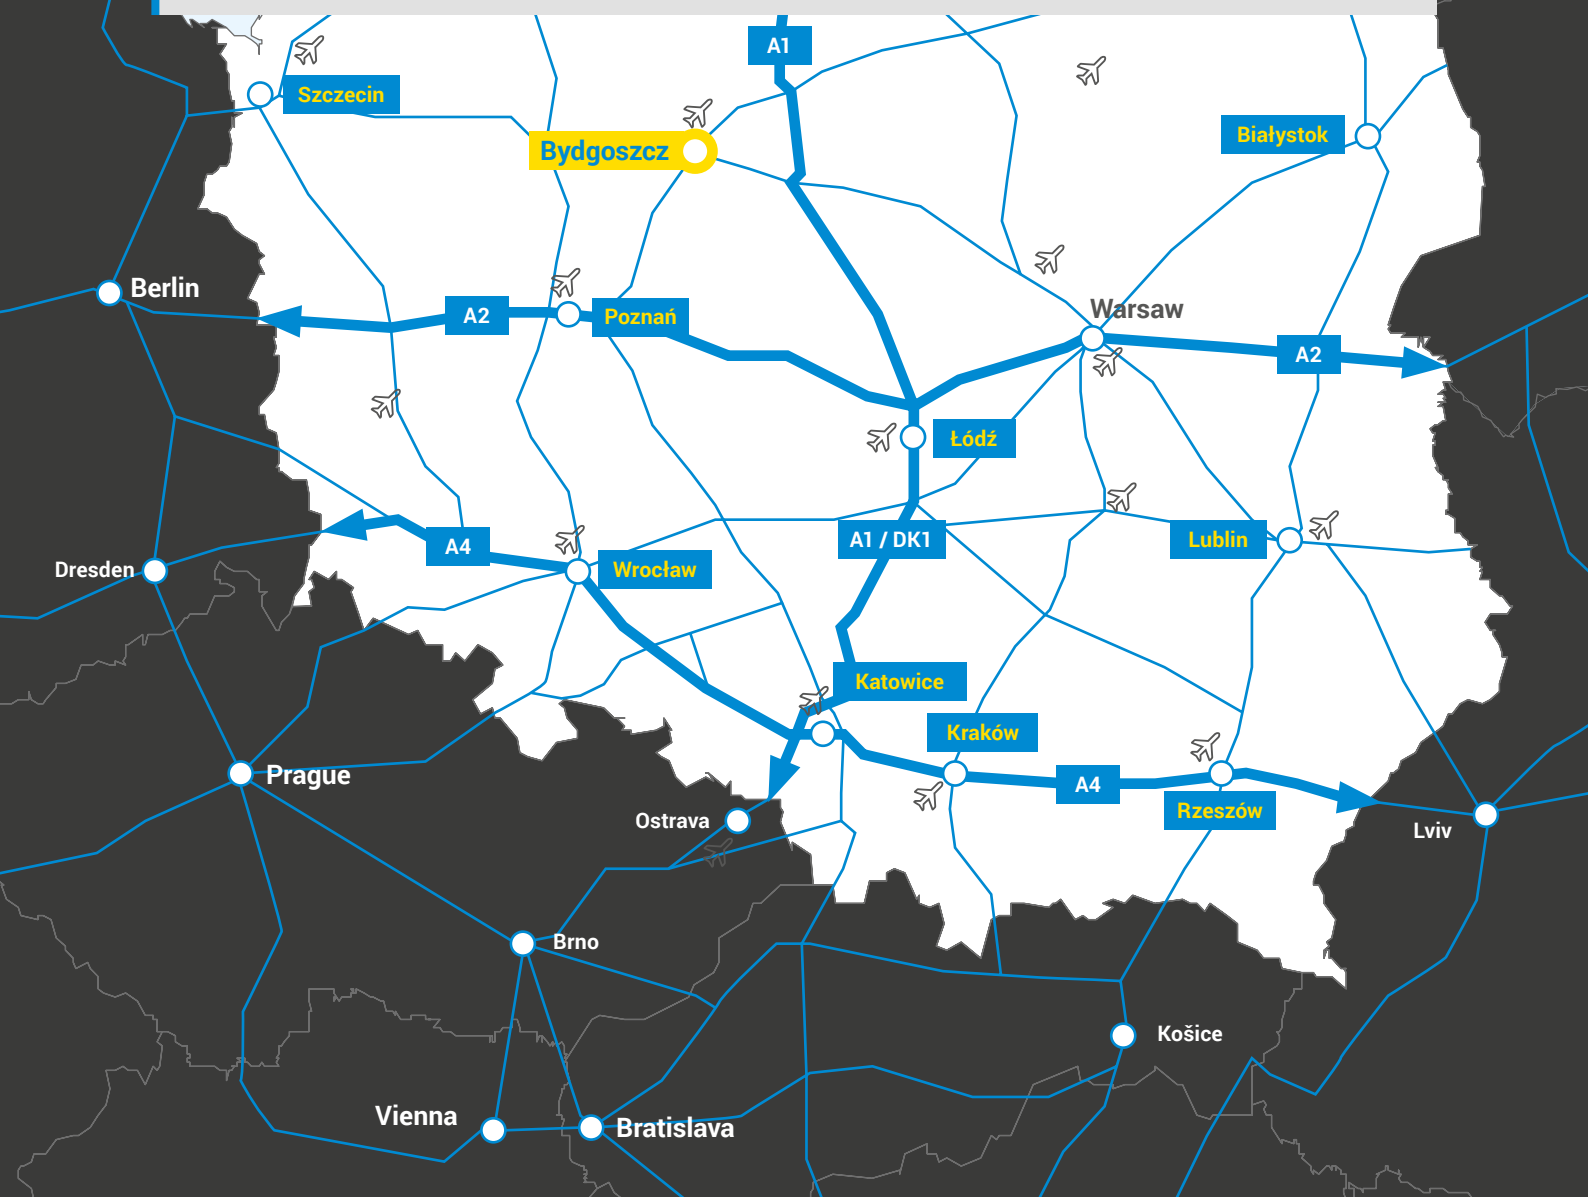 A1
Szczecin
Białystok
Bydgoszcz
Berlin
Warsaw
A2
Poznań
A2
Łódź
A1 / DK1
Lublin
A4
Dresden
Wrocław
Katowice
Kraków
Prague
A4
Rzeszów
Ostrava
Lviv
Brno
Košice
Vienna
Bratislava